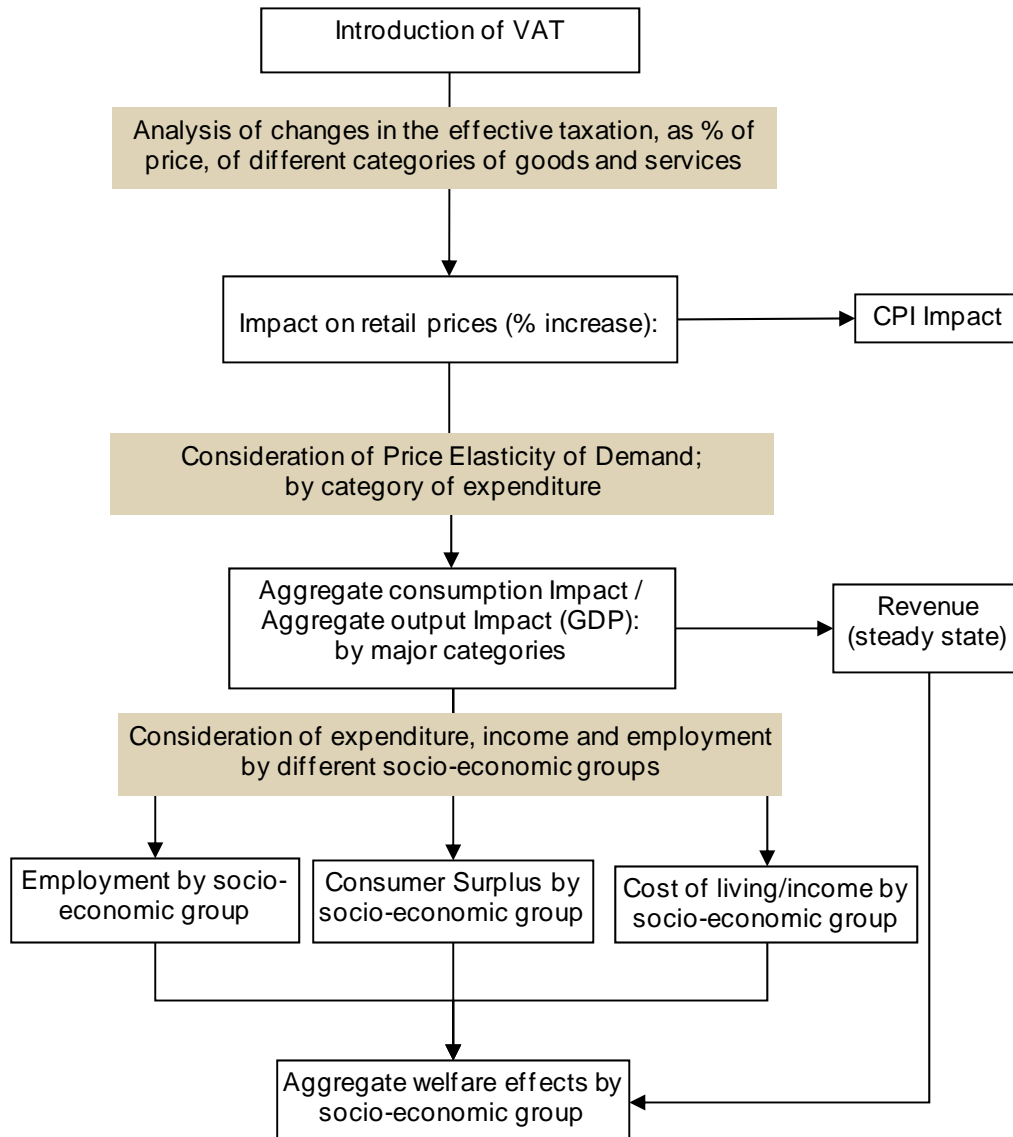 Introduction of VAT
Analysis of changes in the effective taxation, as % of
price, of different categories of goods and services
Impact on retail prices (% increase):
CPI Impact
Consideration of Price Elasticity of Demand;
by category of expenditure
Aggregate consumption Impact /
Aggregate output Impact (GDP):
by major categories
Revenue
(steady state)
Consideration of expenditure, income and employment
by different socio-economic groups
Employment by socio-
economic group
Consumer Surplus by
socio-economic group
Cost of living/income by
socio-economic group
Aggregate welfare effects by
socio-economic group